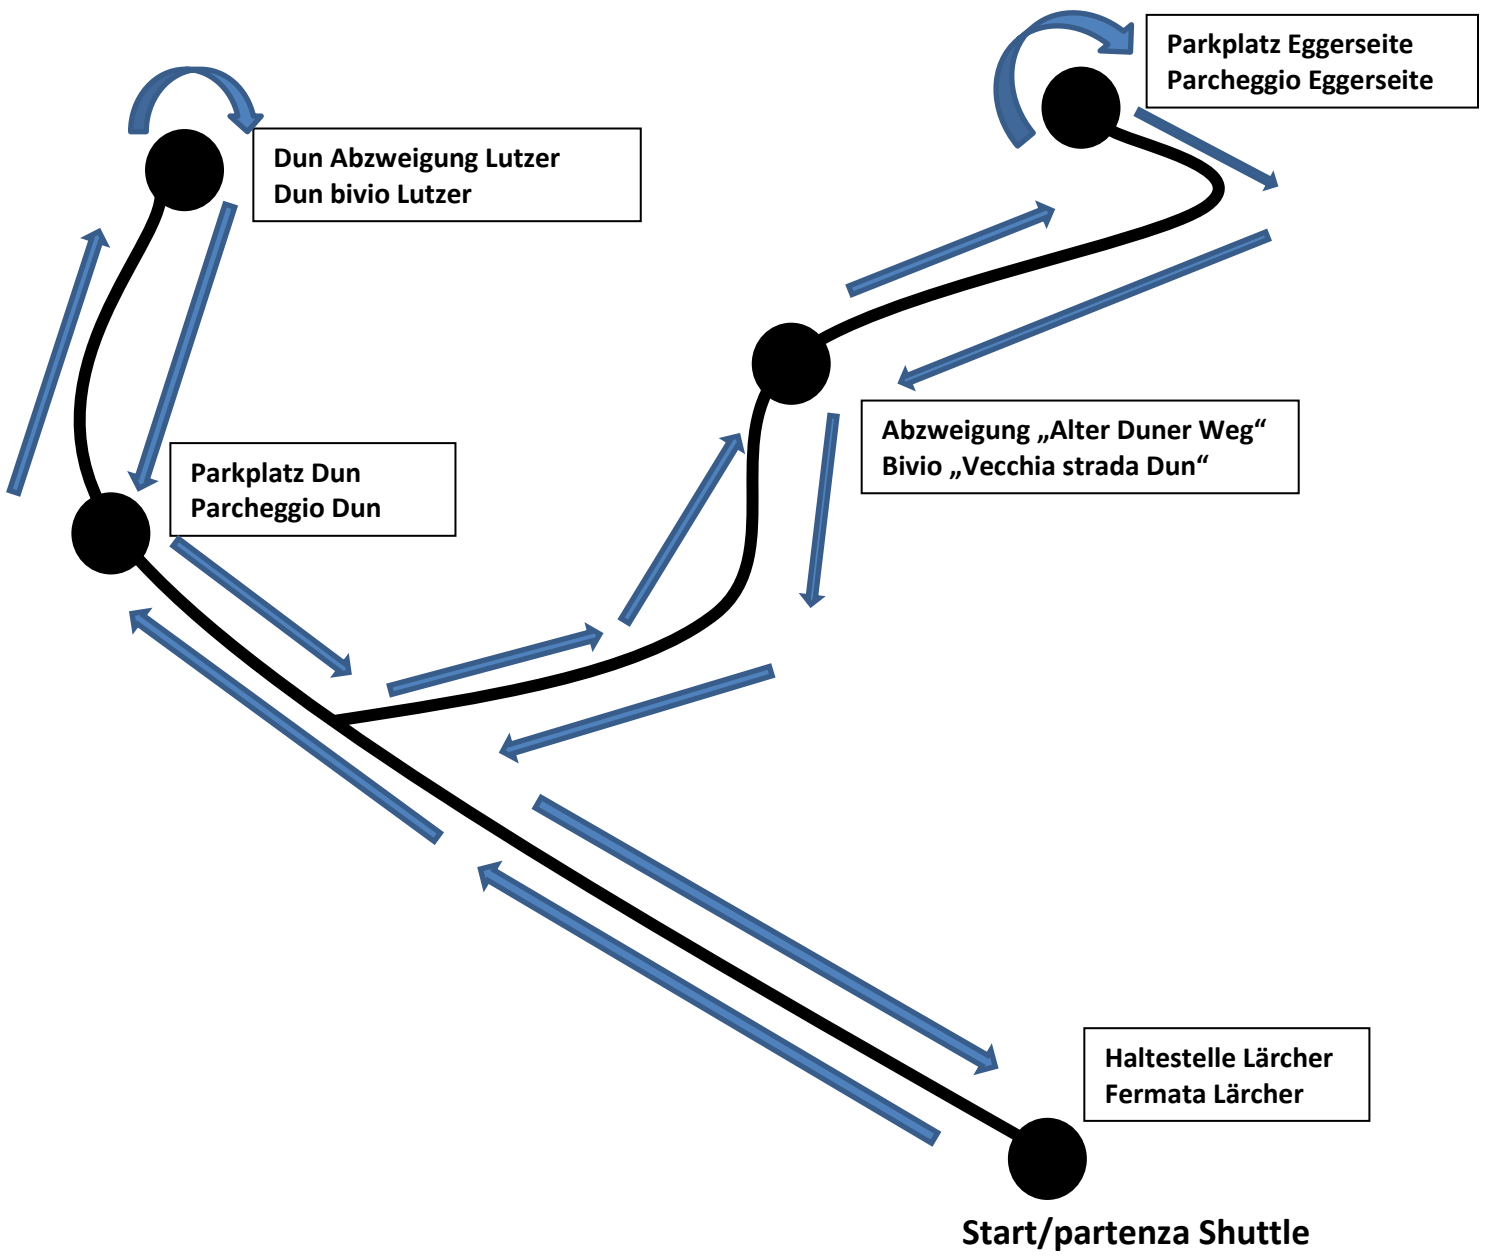 Parkplatz Eggerseite
Parcheggio Eggerseite
Dun Abzweigung Lutzer
Dun bivio Lutzer
Abzweigung „Alter Duner Weg“
Bivio „Vecchia strada Dun“
Parkplatz Dun
Parcheggio Dun
Haltestelle Lärcher
Fermata Lärcher
Start/partenza Shuttle